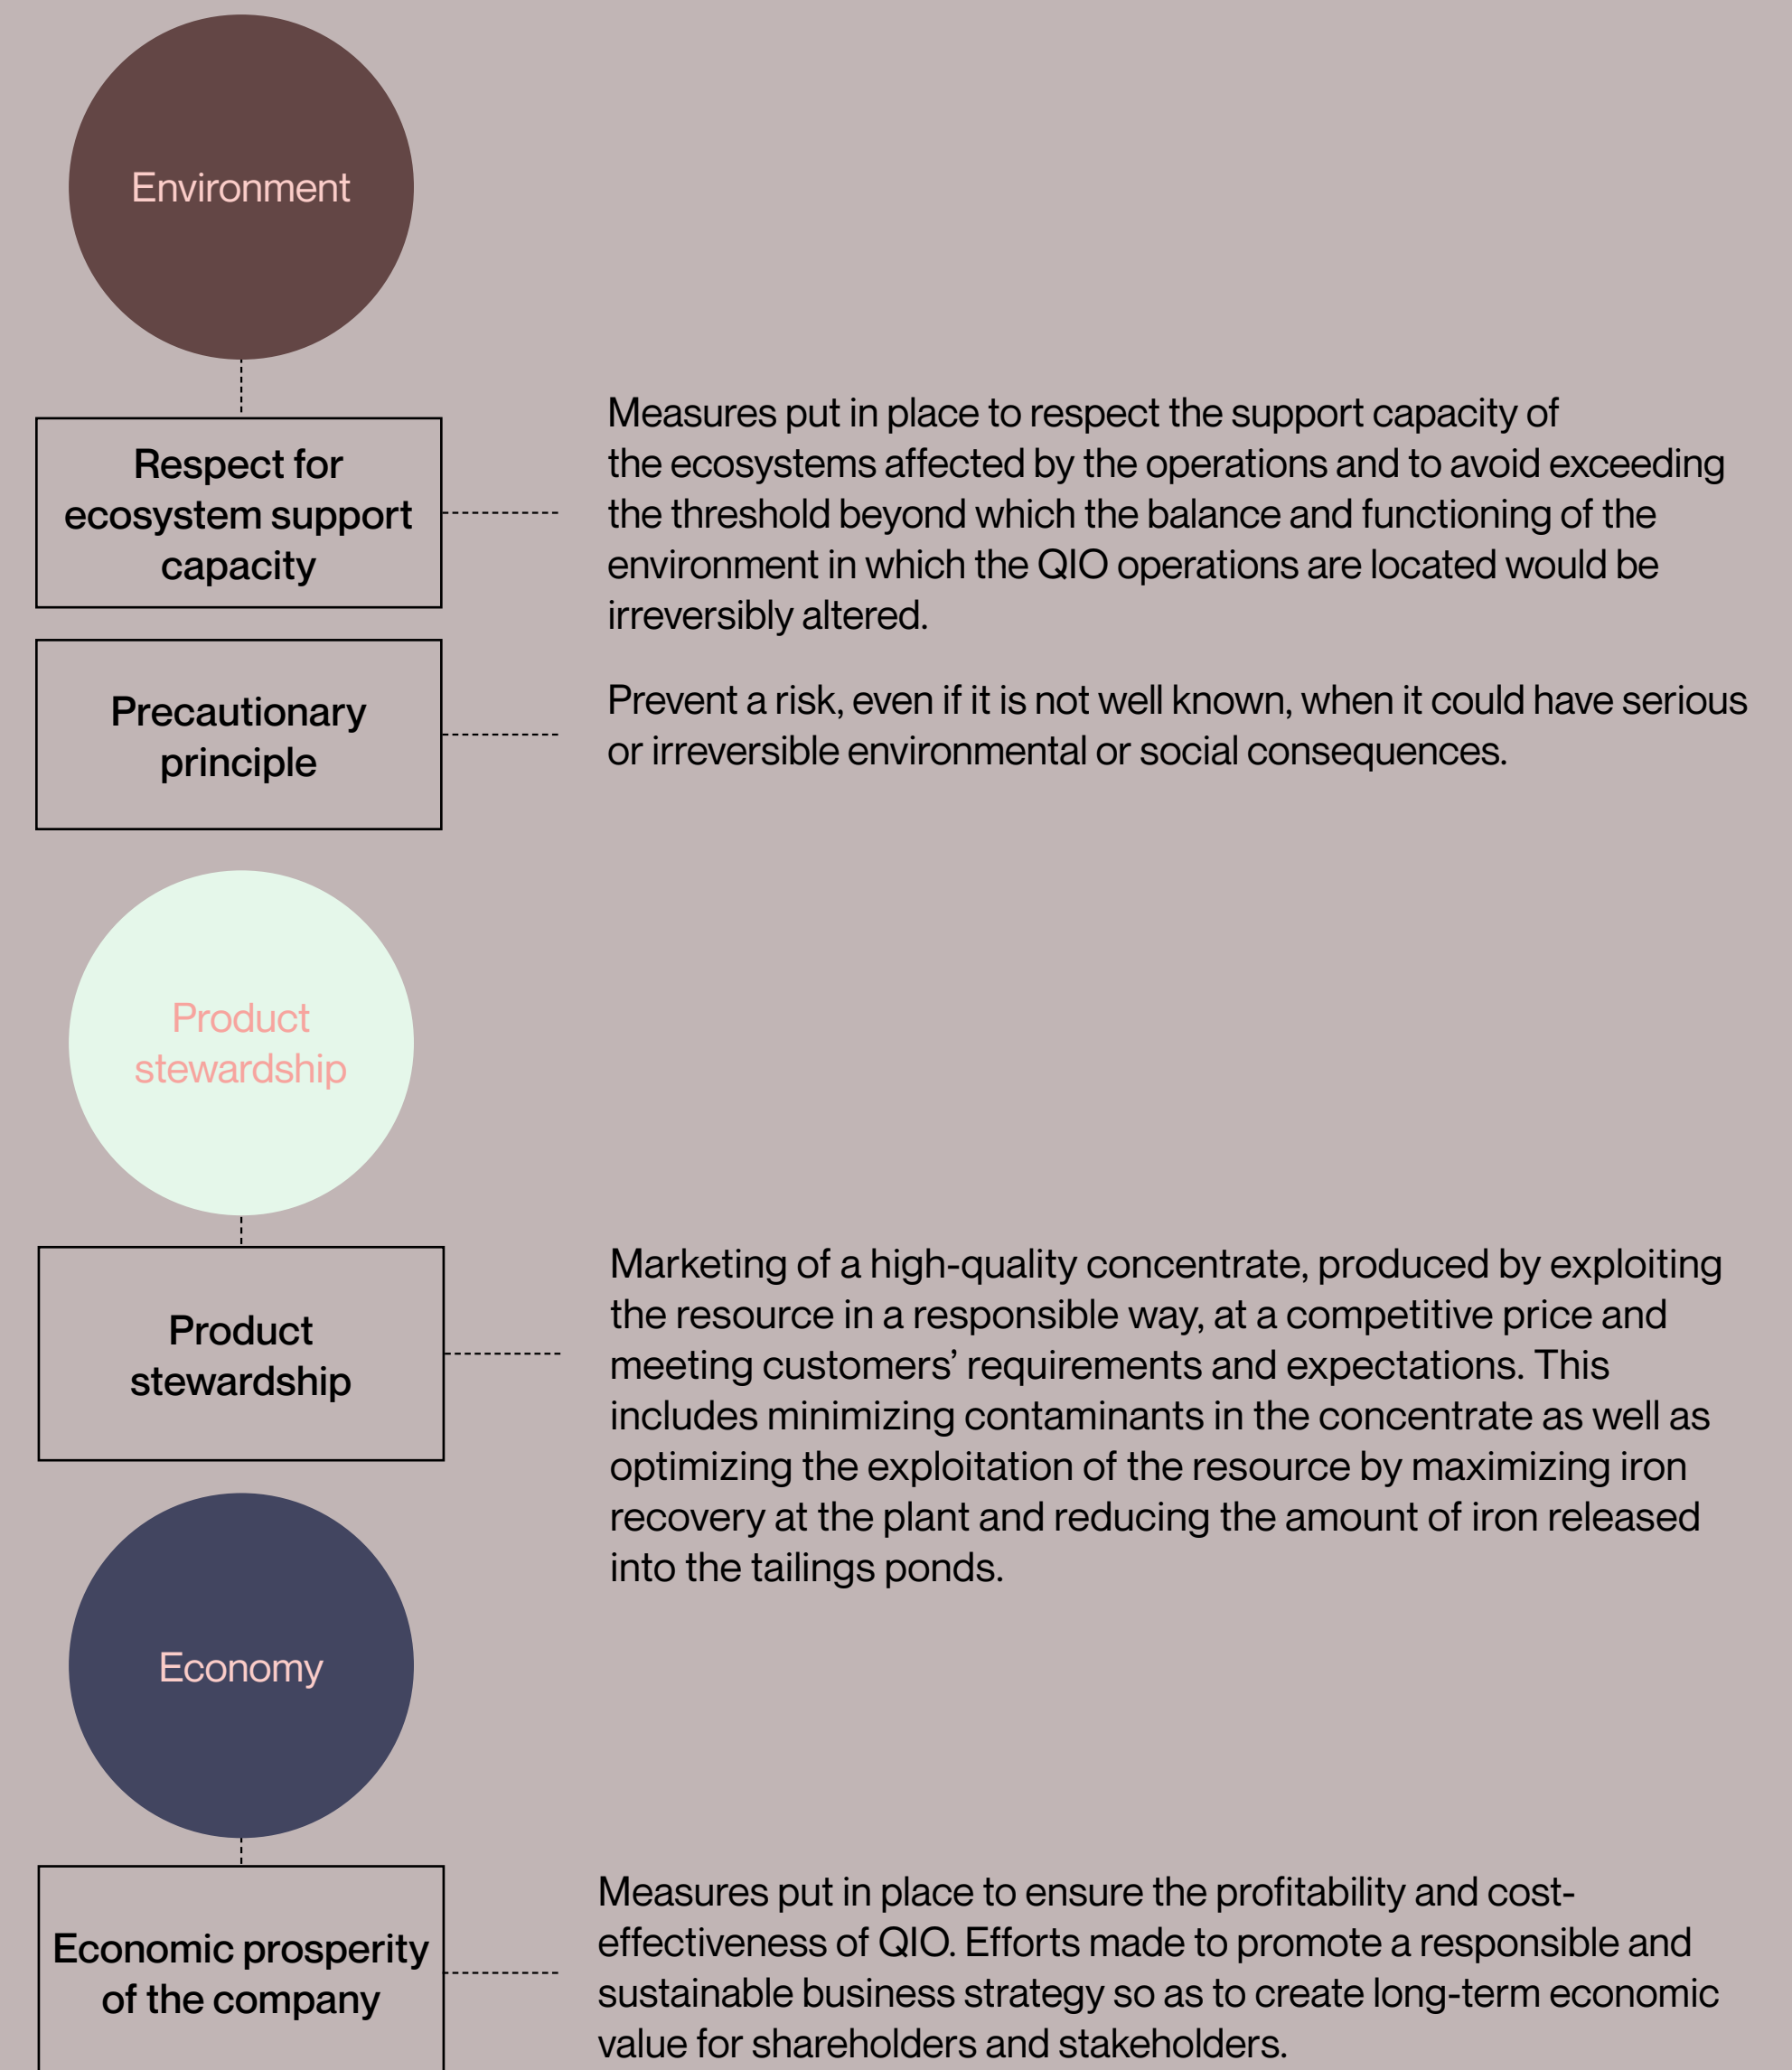 Environment
Respect for
ecosystem support
capacity
Measures put in place to respect the support capacity of
the ecosystems affected by the operations and to avoid exceeding
the threshold beyond which the balance and functioning of the
environment in which the QIO operations are located would be
irreversibly altered.
Precautionary
principle
Prevent a risk, even if it is not well known, when it could have serious
or irreversible environmental or social consequences.
Product
stewardship
Product
stewardship
Marketing of a high-quality concentrate, produced by exploiting
the resource in a responsible way, at a competitive price and
meeting customers’ requirements and expectations. This
includes minimizing contaminants in the concentrate as well as
optimizing the exploitation of the resource by maximizing iron
recovery at the plant and reducing the amount of iron released
into the tailings ponds.
Economy
Economic prosperity
of the company
Measures put in place to ensure the profitability and cost-
effectiveness of QIO. Efforts made to promote a responsible and
sustainable business strategy so as to create long-term economic
value for shareholders and stakeholders.